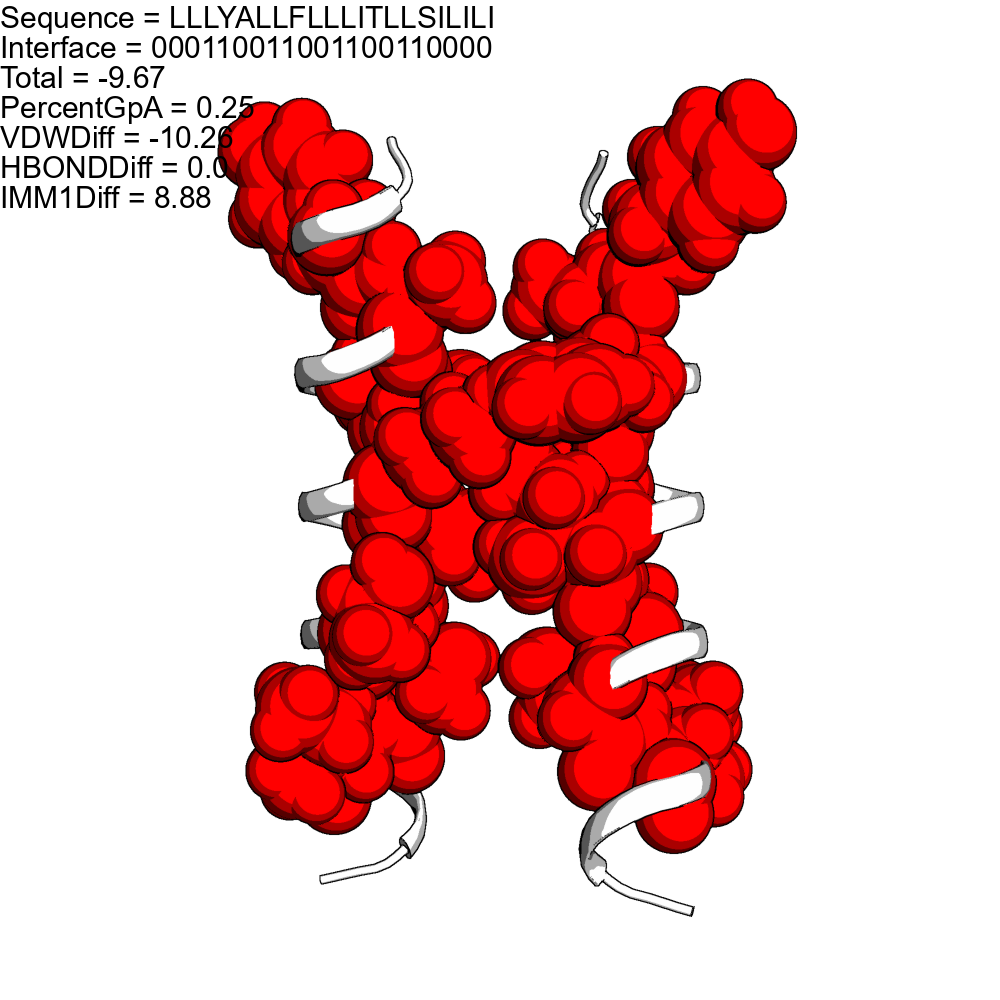 Sequence = LLLYALLFLLLITLLSILILI
Interface = 000110011001100110000
Total = -9.67
PercentGpA = 0.25
VDWDiff = -10.26
HBONDDiff = 0.0
IMM1Diff = 8.88